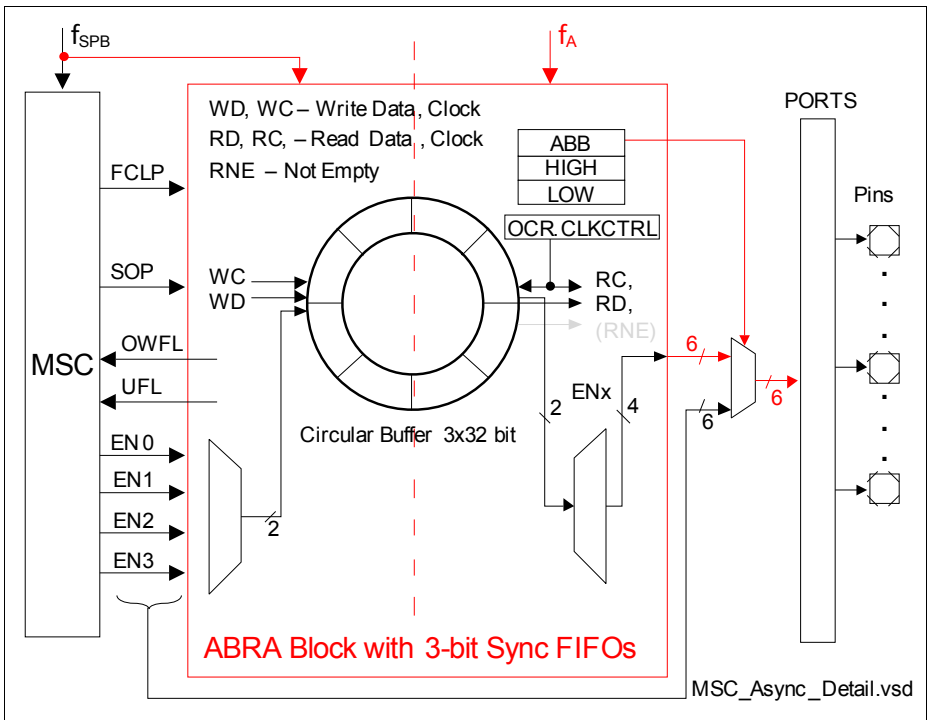 fSPB
fA
WD, WC – Write Data, Clock
RD, RC, – Read Data , Clock
RNE – Not Empty
PORTS
ABB
HIGH
LOW
OCR.CLKCTRL
Pins
FCLP
SOP
OWFL
UFL
MSC
EN0
EN1
EN2
EN3
WC
WD
RC,
RD,
(RNE)
6
6
6
2
ENx
4
2
Circular Buffer 3x32 bit
ABRA Block with 3-bit Sync FIFOs
MSC_Async_Detail.vsd